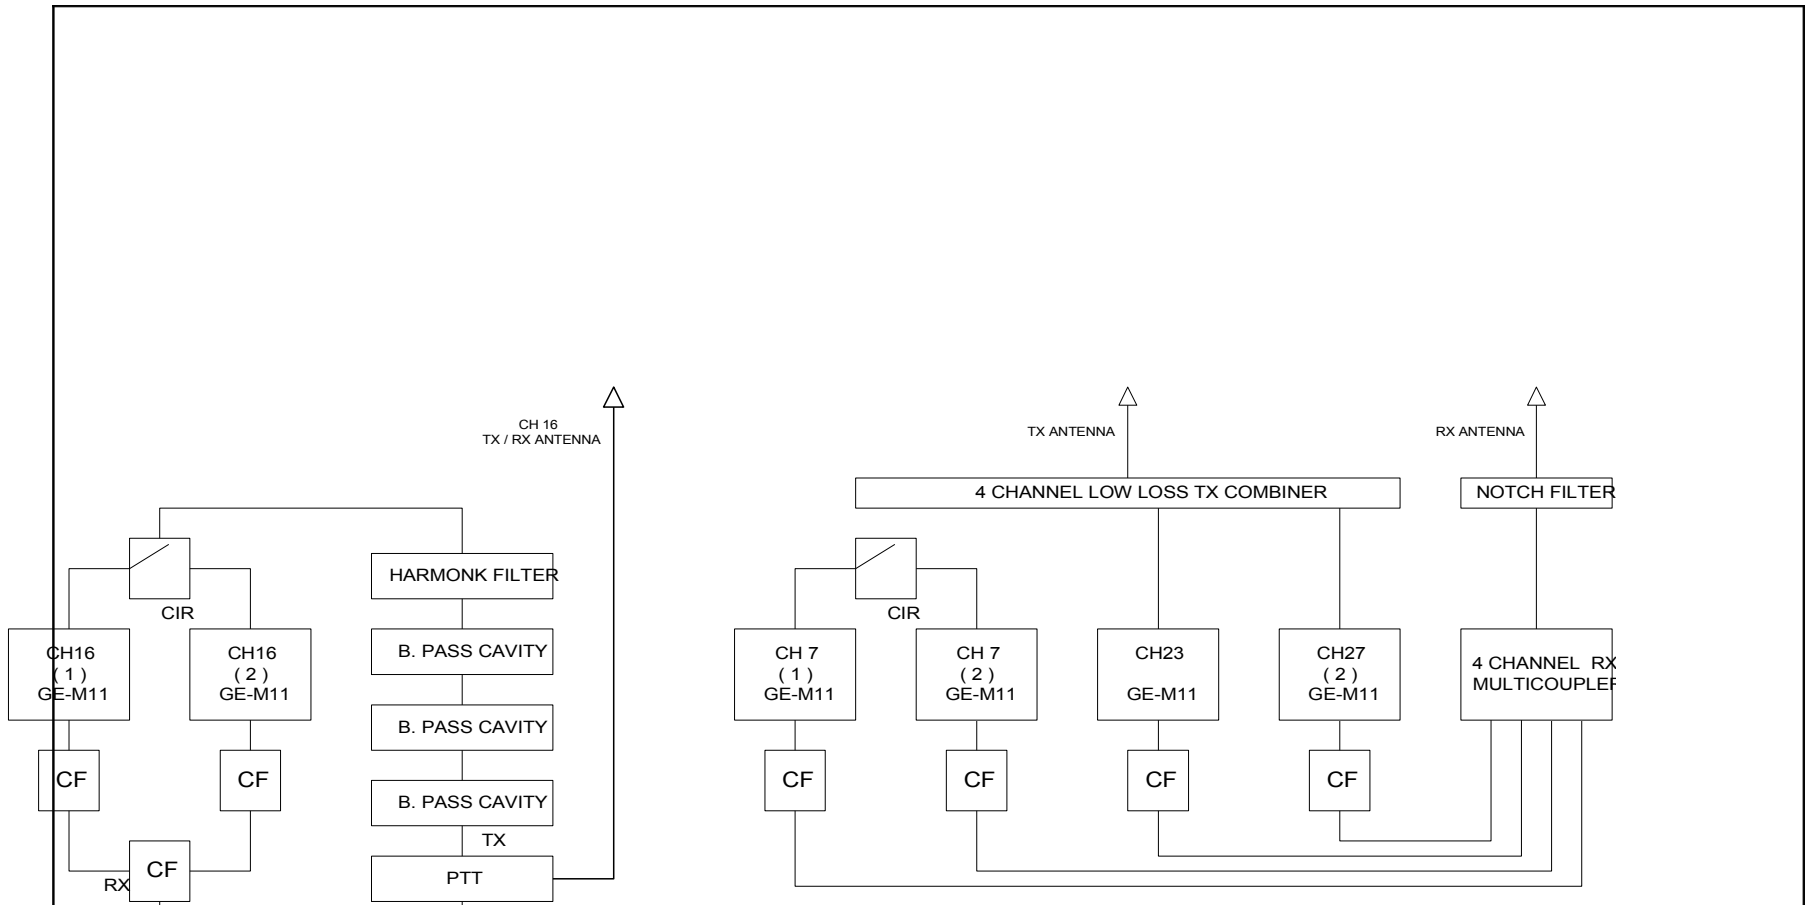 CH 16
TX / RX ANTENNA
TX ANTENNA
RX ANTENNA
4 CHANNEL LOW LOSS TX COMBINER
NOTCH FILTER
HARMONK FILTER
CIR
CIR
CH16
( 1 )
GE-M11
CH16
( 2 )
GE-M11
B. PASS CAVITY
CH 7
( 1 )
GE-M11
CH 7
( 2 )
GE-M11
CH23
GE-M11
CH27
( 2 )
GE-M11
4 CHANNEL RX
MULTICOUPLER
B. PASS CAVITY
CF
CF
B. PASS CAVITY
CF
CF
CF
CF
TX
CF
RX
PTT